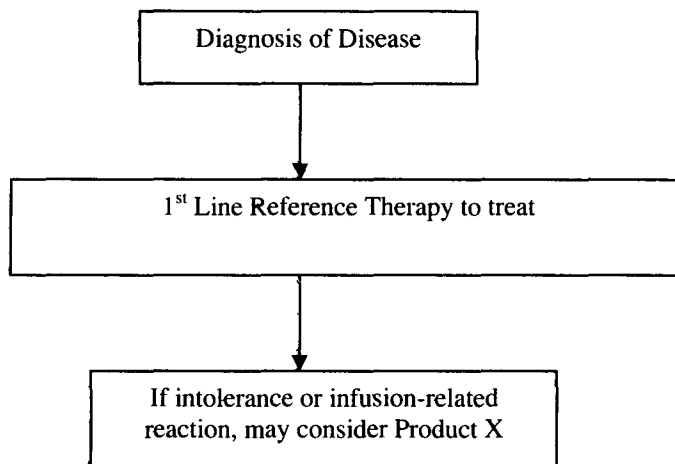 Diagnosis of Disease
1st Line Reference Therapy to treat
If intolerance or infusion-related
reaction, may consider Product X